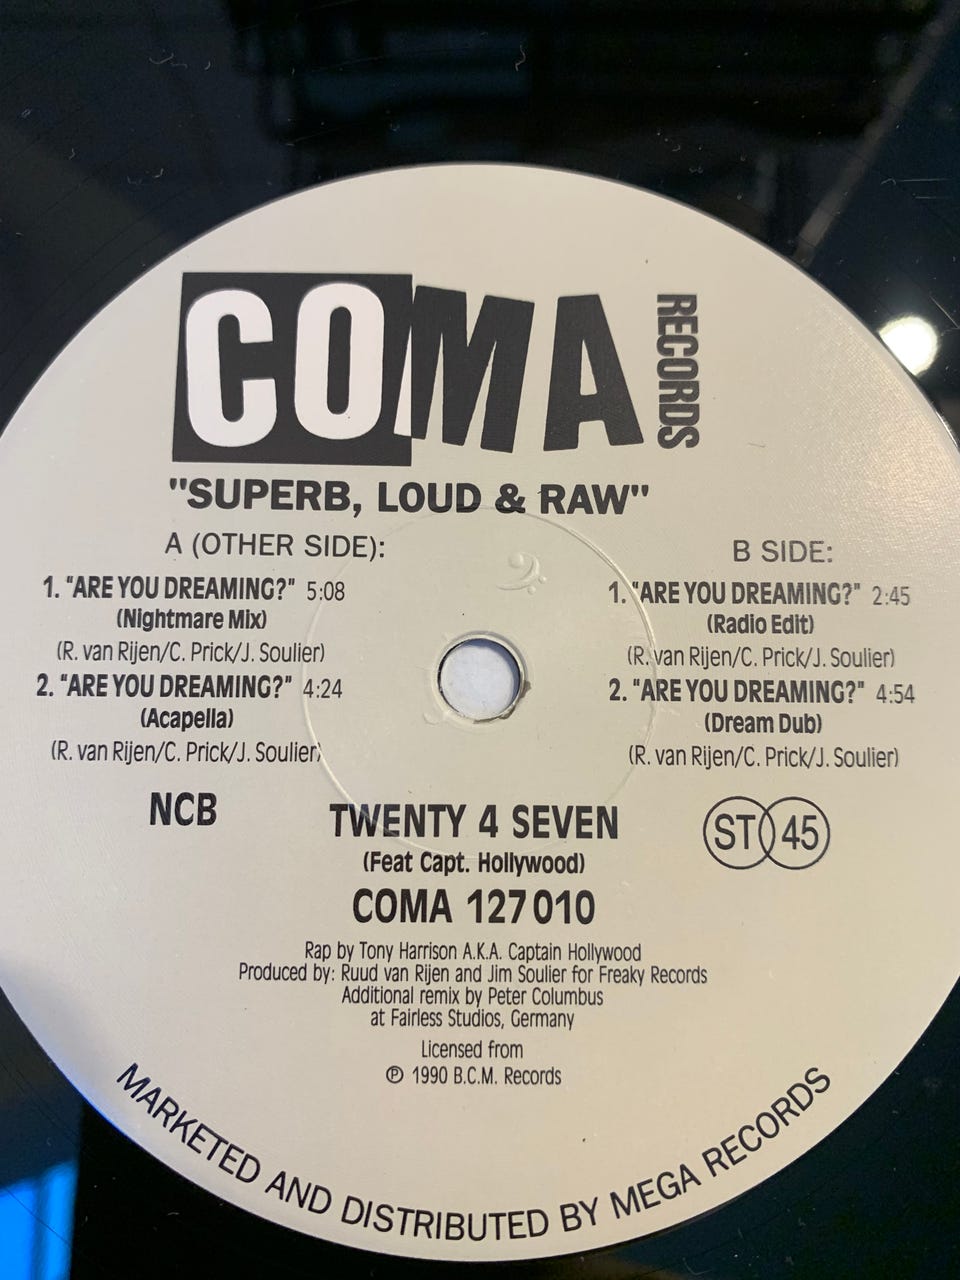 COMA RECORDS
"SUPERB, LOUD & RAW"
A (OTHER SIDE):
1. "ARE YOU DREAMING?" 5:08
(Nightmare Mix)
(R. van Rijen/C. Prick/J. Soulier)
2. "ARE YOU DREAMING?" 4:24
(Acapella)
(R. van Rijen/C. Prick/J. Soulier)
B SIDE:
1. "ARE YOU DREAMING?" 2:45
(Radio Edit)
(R. van Rijen/C. Prick/J. Soulier)
2. "ARE YOU DREAMING?" 4:54
(Dream Dub)
(R. van Rijen/C. Prick/J. Soulier)
NCB
TWENTY 4 SEVEN
(Feat Capt. Hollywood)
COMA 127 010
ST 45
Rap by Tony Harrison A.K.A. Captain Hollywood
Produced by: Ruud van Rijen and Jim Soulier for Freaky Records
Additional remix by Peter Columbus
at Fairless Studios, Germany
Licensed from
℗ 1990 B.C.M. Records
MARKETED AND DISTRIBUTED BY MEGA RECORDS